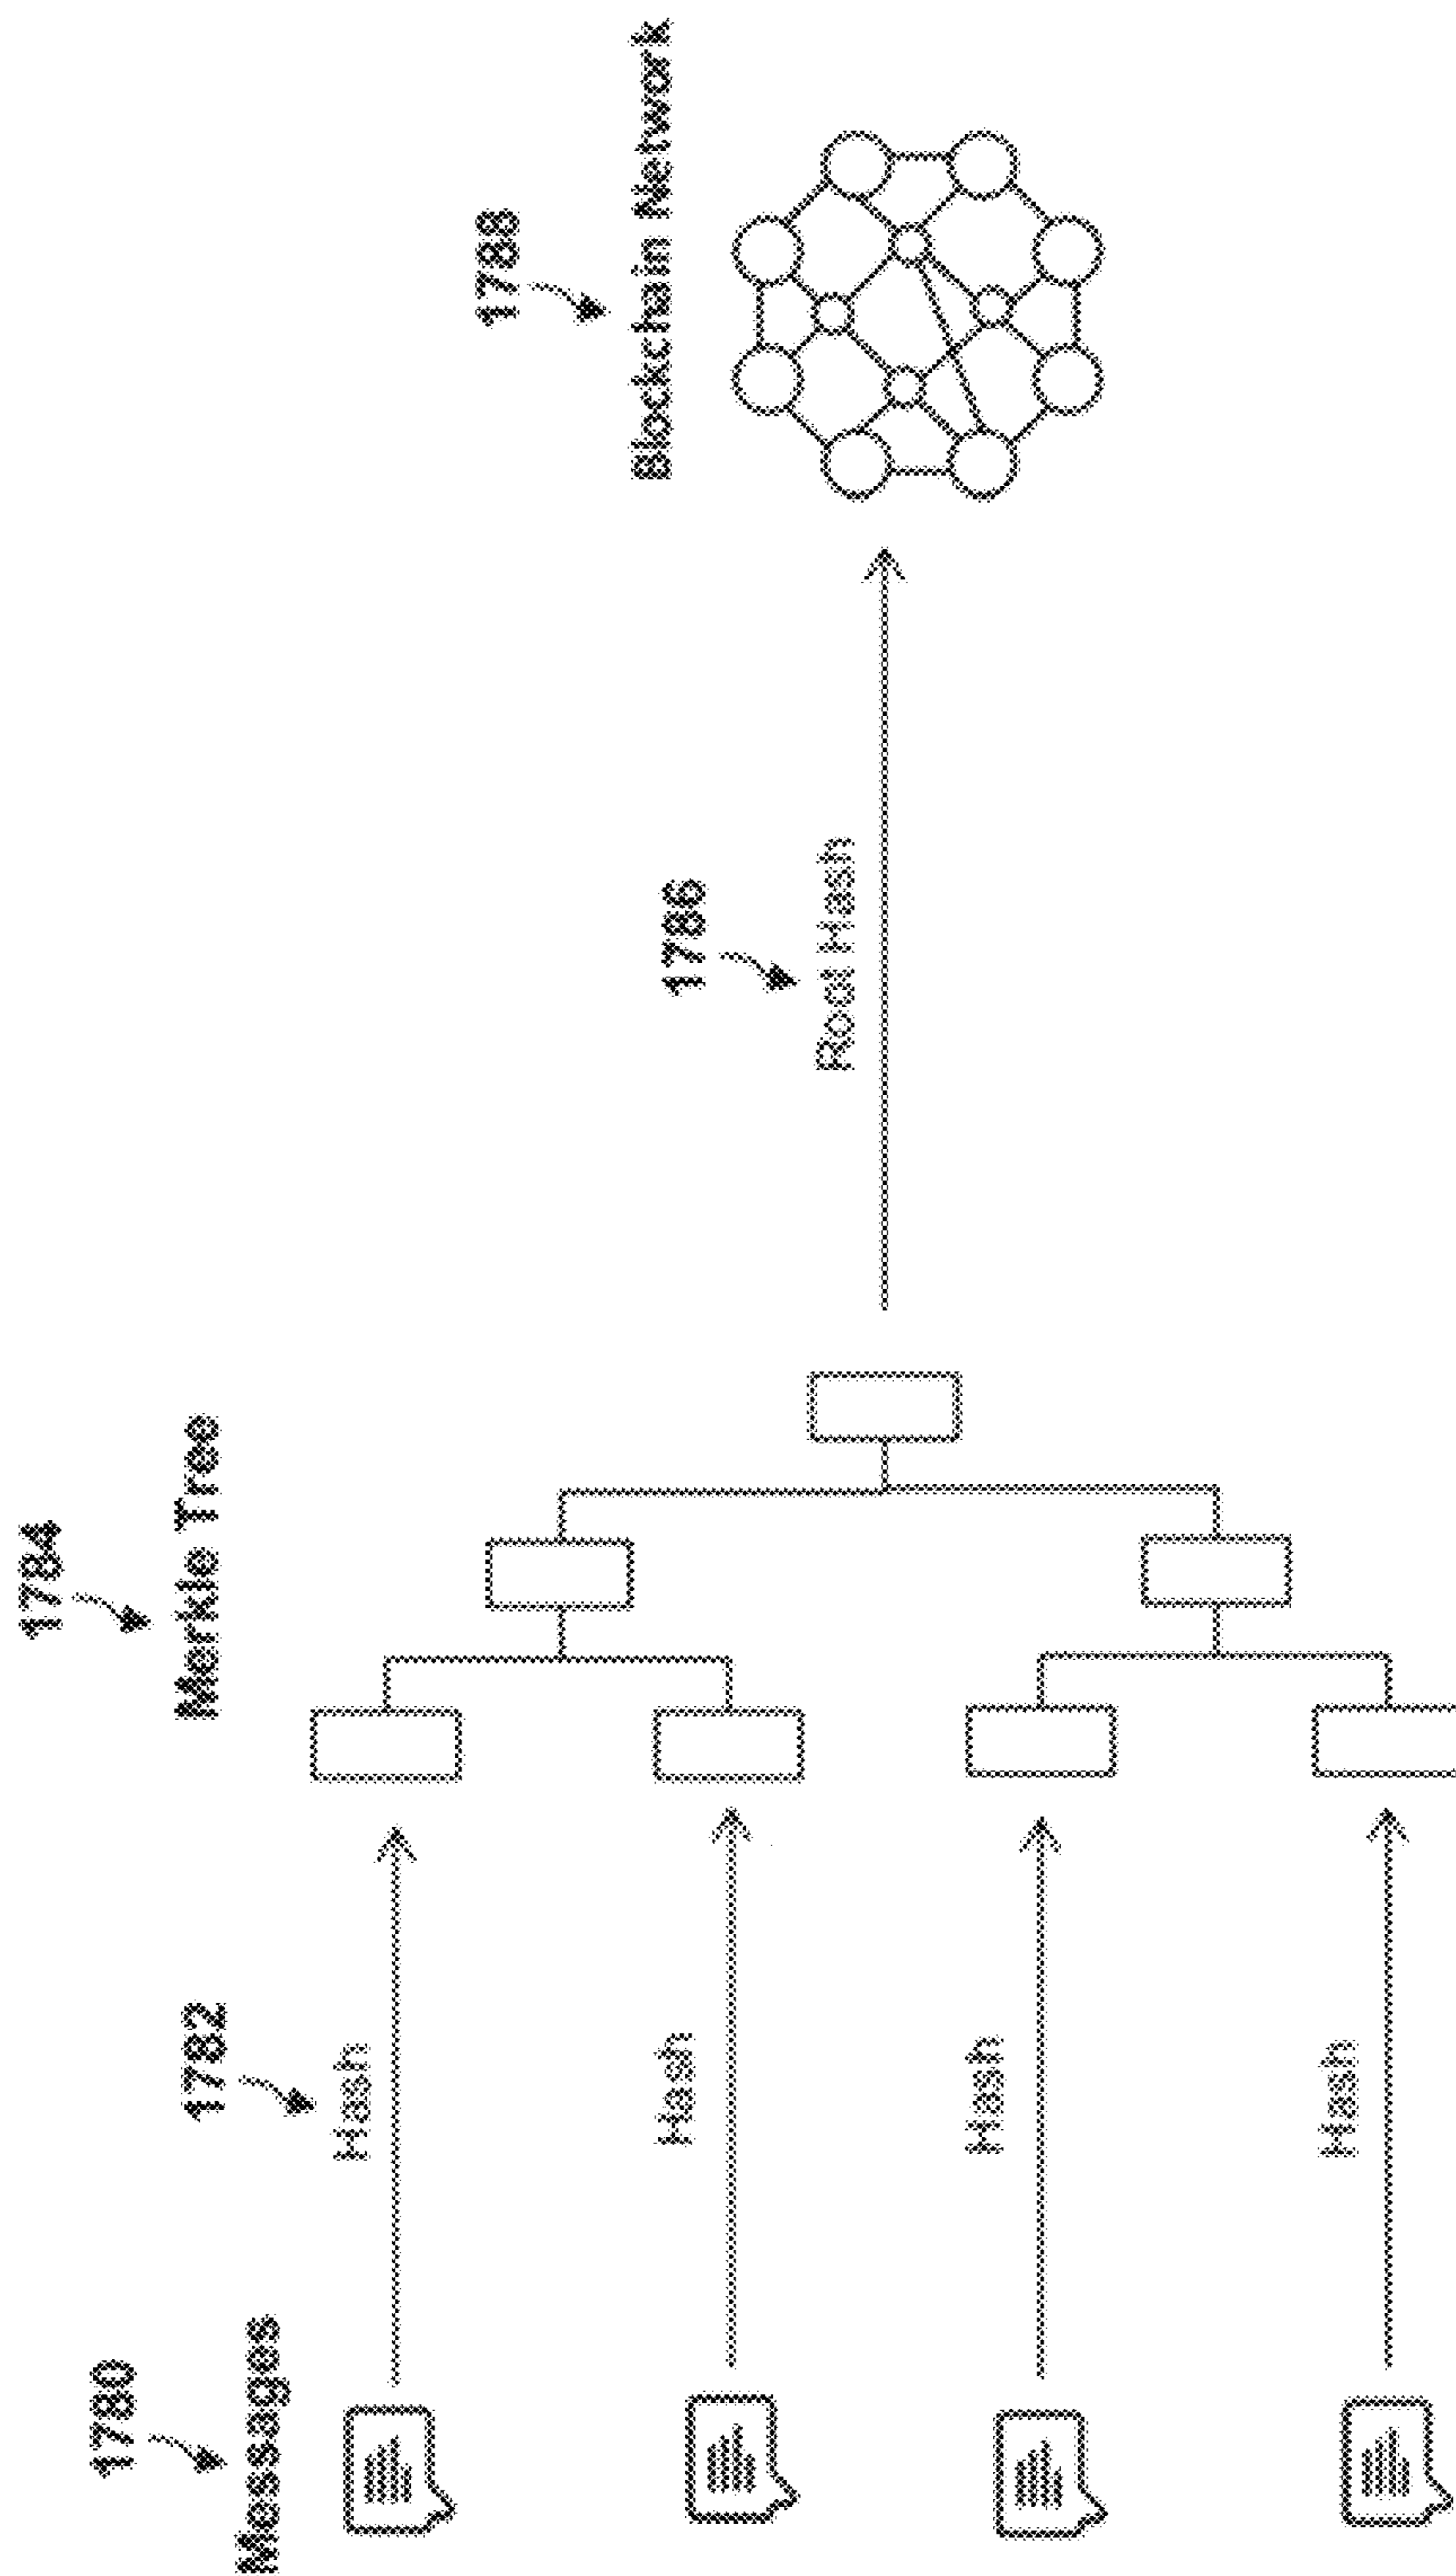 1780
Messages
1782
Hash
Hash
Hash
Hash
1784
Merkle Tree
1786
Root Hash
1788
Blockchain Network